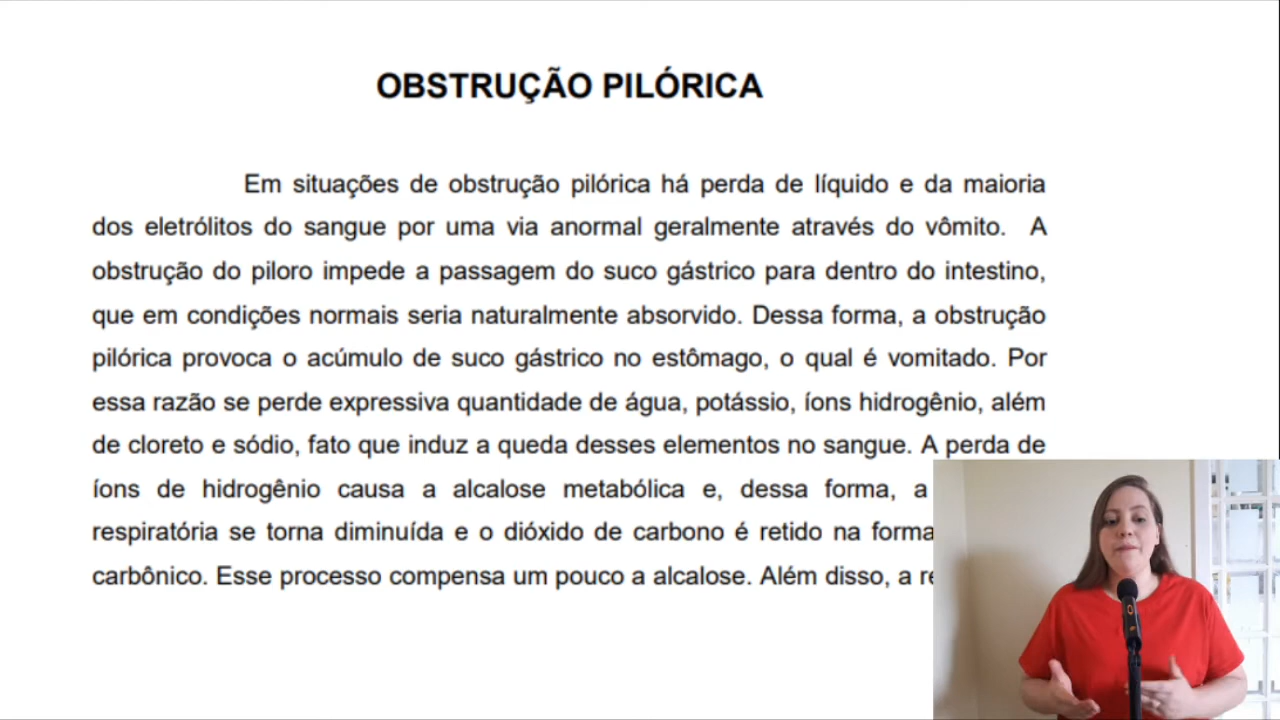 OBSTRUÇÃO PILÓRICA
Em situações de obstrução pilórica há perda de líquido e da maioria
dos eletrólitos do sangue por uma via anormal geralmente através do vômito. A
obstrução do piloro impede a passagem do suco gástrico para dentro do intestino,
que em condições normais seria naturalmente absorvido. Dessa forma, a obstrução
pilórica provoca o acúmulo de suco gástrico no estômago, o qual é vomitado. Por
essa razão se perde expressiva quantidade de água, potássio, íons hidrogênio, além
de cloreto e sódio, fato que induz a queda desses elementos no sangue. A perda de
íons de hidrogênio causa a alcalose metabólica e, dessa forma, a
respiratória se torna diminuída e o dióxido de carbono é retido na forma
carbônico. Esse processo compensa um pouco a alcalose. Além disso, a